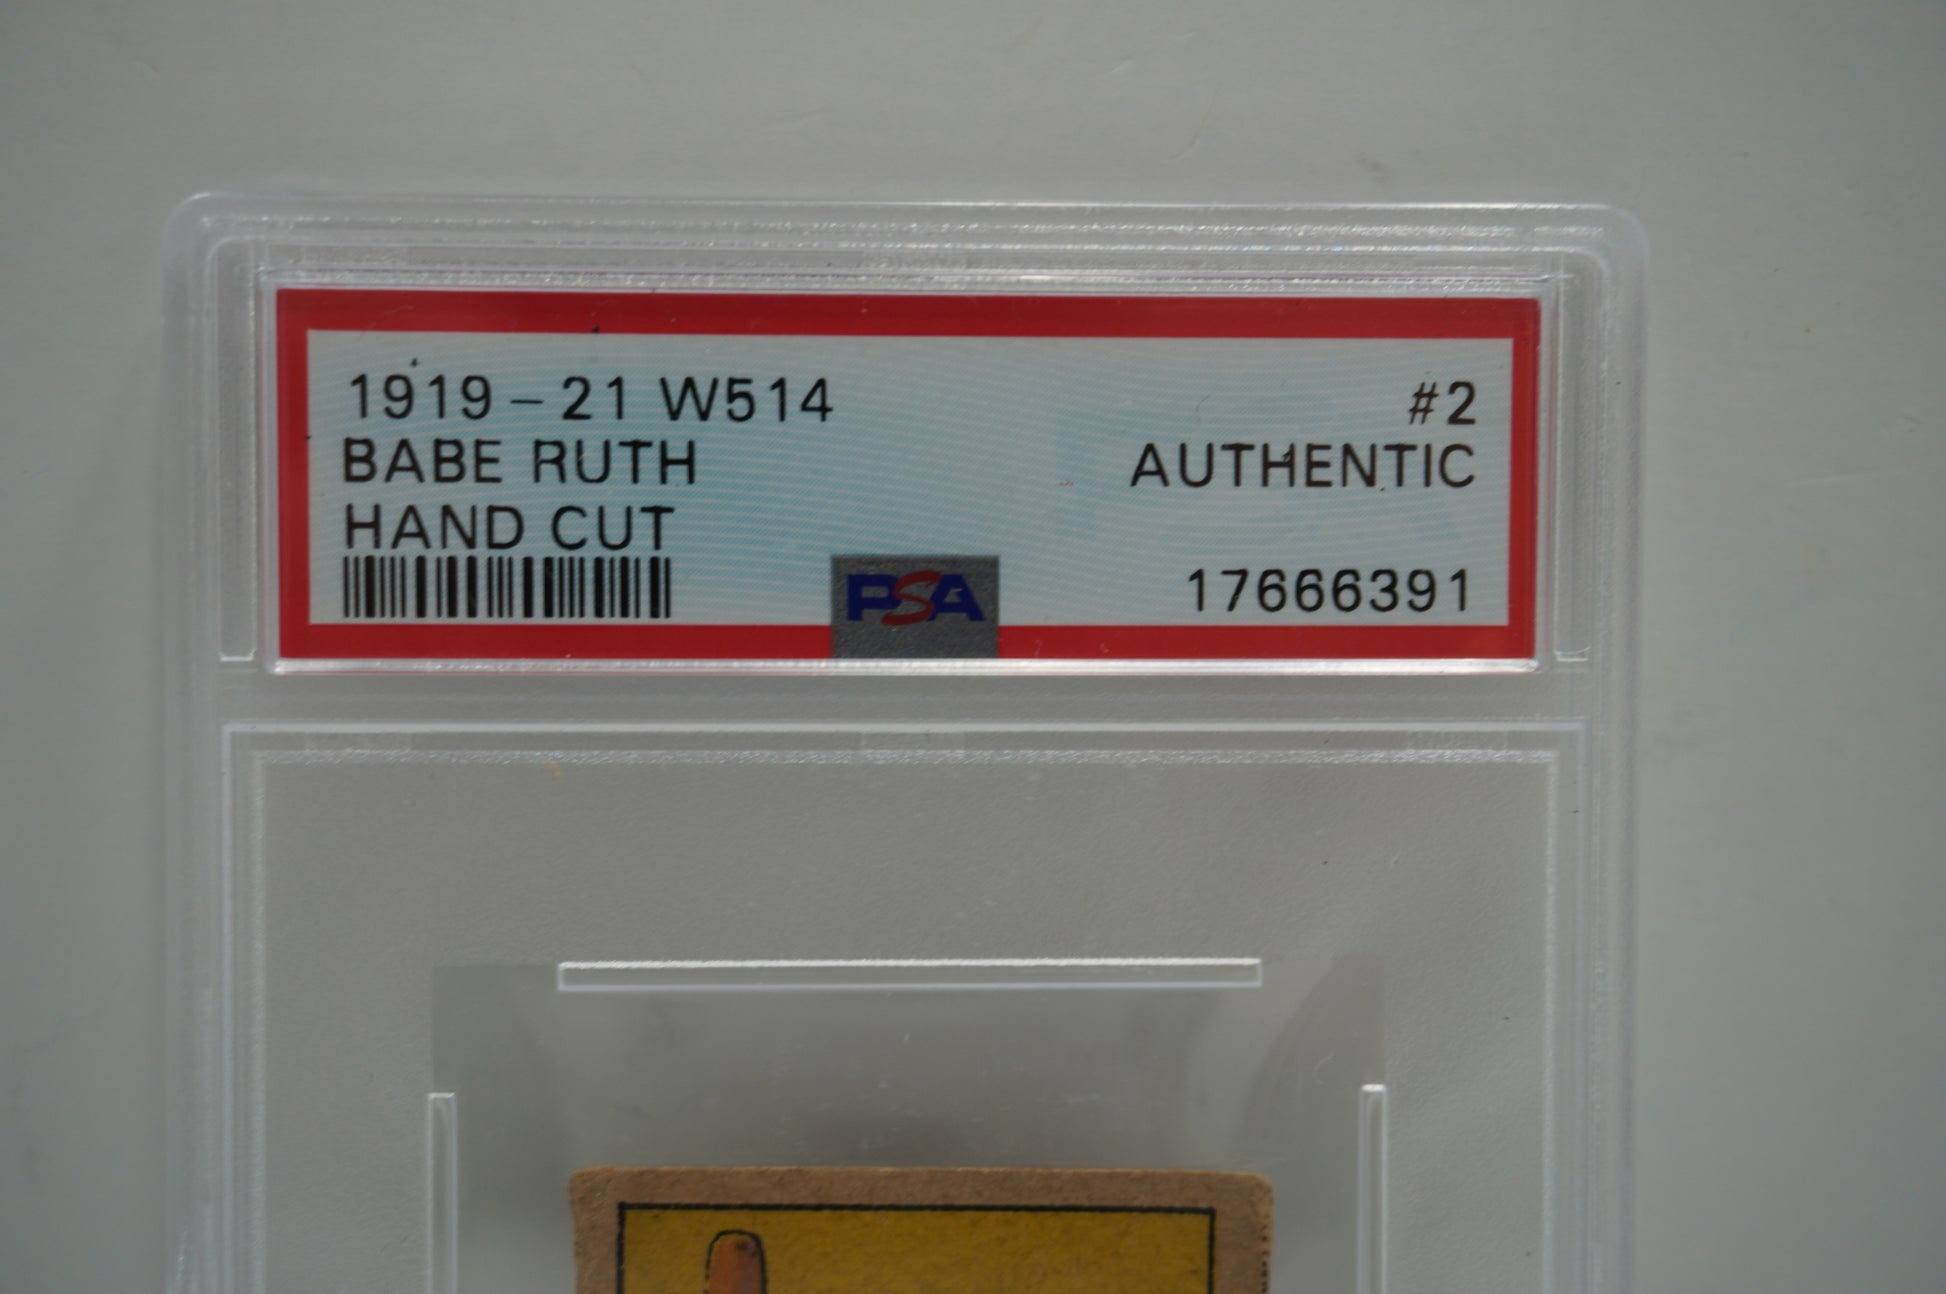 1919-21 W514 #2
BABE RUTH AUTHENTIC
HAND CUT
PSA 17666391